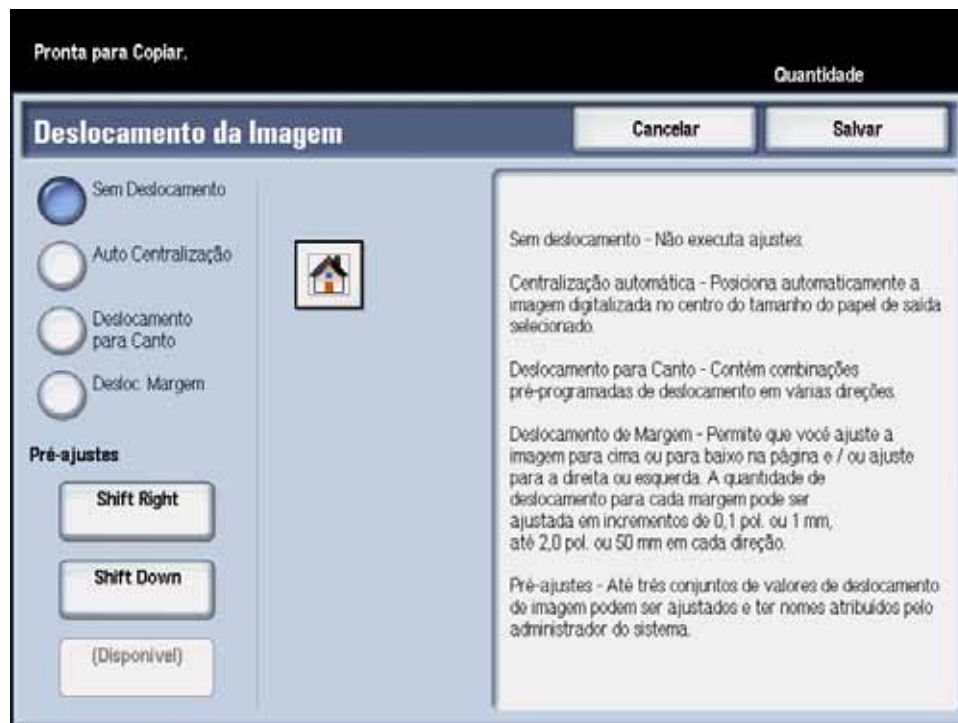 Pronta para Copiar.
Quantidade
Deslocamento da Imagem
Cancelar
Salvar
Sem Deslocamento
Auto Centralização
Deslocamento
para Canto
Desloc. Margem
Pré-ajustes
Shift Right
Shift Down
(Disponível)
Sem deslocamento - Não executa ajustes.
Centralização automática - Posiciona automaticamente a
imagem digitalizada no centro do tamanho do papel de saída
selecionado.
Deslocamento para Canto - Contém combinações
pré-programadas de deslocamento em várias direções.
Deslocamento de Margem - Permite que você ajuste a
imagem para cima ou para baixo na página e / ou ajuste
para a direita ou esquerda. A quantidade de
deslocamento para cada margem pode ser
ajustada em incrementos de 0,1 pol. ou 1 mm,
até 2,0 pol. ou 50 mm em cada direção.
Pré-ajustes - Até três conjuntos de valores de deslocamento
de imagem podem ser ajustados e ter nomes atribuídos pelo
administrador do sistema.